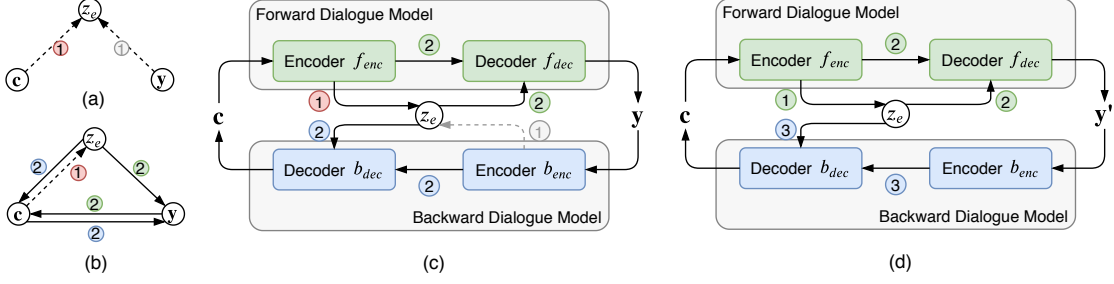 z_e
1
1
c
y
(a)
z_e
2
1
2
c
2
y
2
(b)
Forward Dialogue Model
Encoder f_enc
2
Decoder f_dec
1
2
c
z_e
y
2
1
Decoder b_dec
2
Encoder b_enc
Backward Dialogue Model
(c)
Forward Dialogue Model
Encoder f_enc
2
Decoder f_dec
1
2
c
z_e
y'
3
Decoder b_dec
3
Encoder b_enc
Backward Dialogue Model
(d)